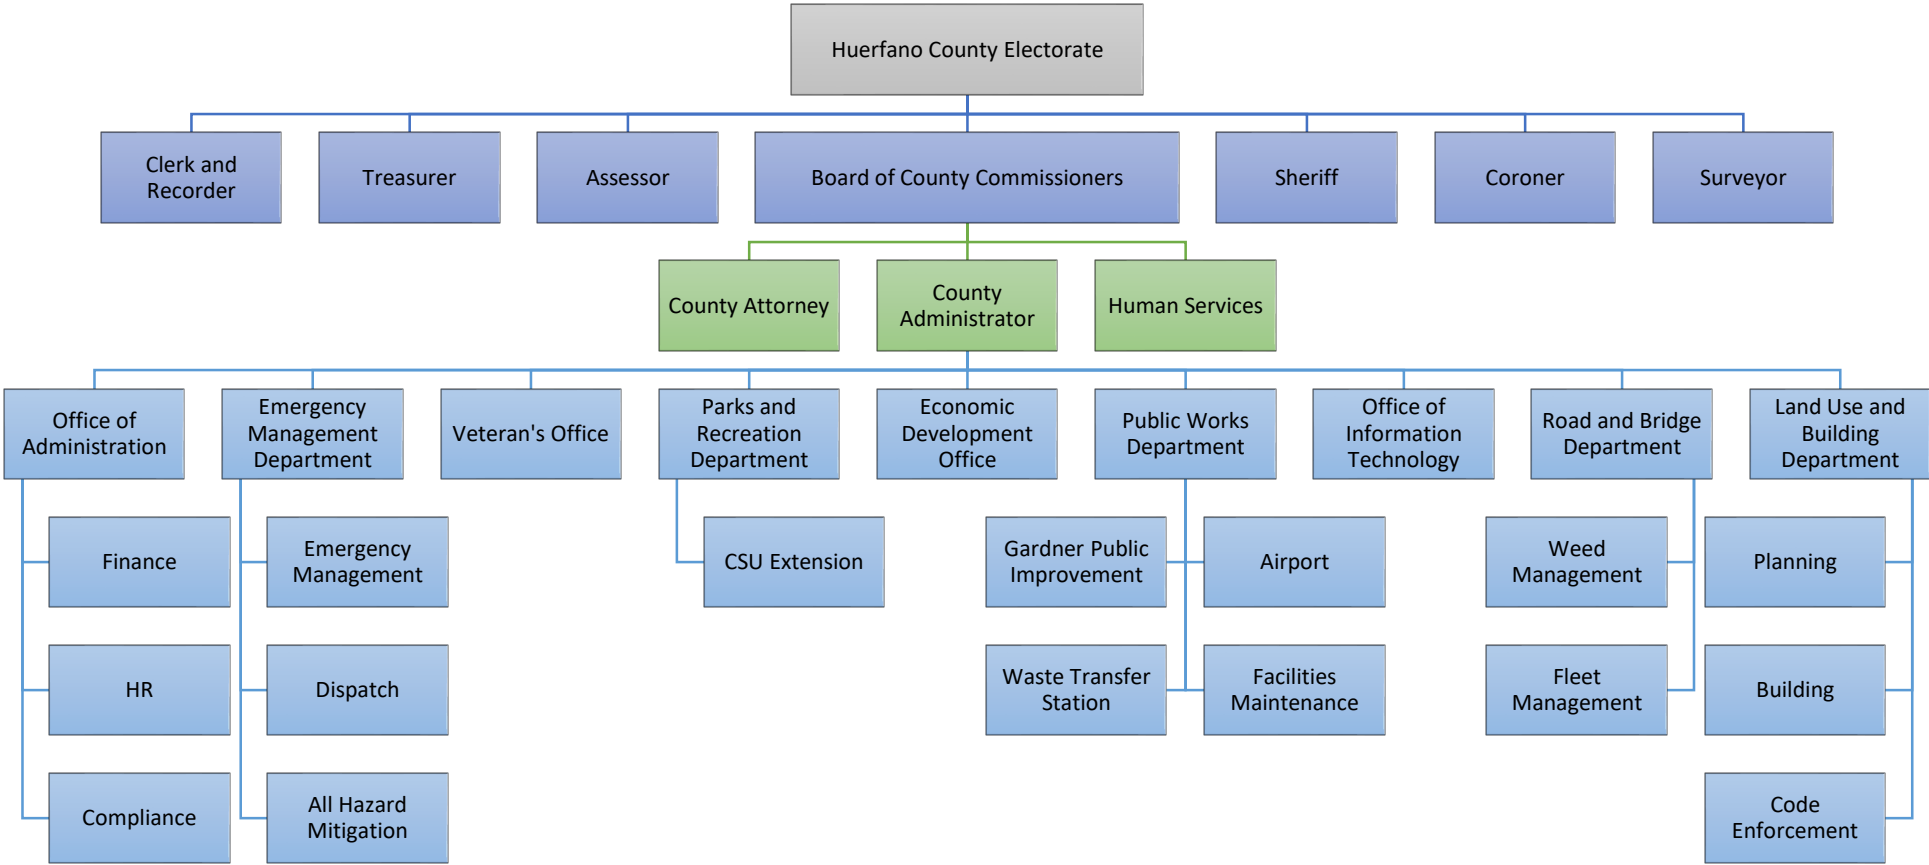 Huerfano County Electorate
Clerk and
Recorder
Treasurer
Assessor
Board of County Commissioners
Sheriff
Coroner
Surveyor
County Attorney
County
Administrator
Human Services
Office of
Administration
Emergency
Management
Department
Veteran's Office
Parks and
Recreation
Department
Economic
Development
Office
Public Works
Department
Office of
Information
Technology
Road and Bridge
Department
Land Use and
Building
Department
Finance
Emergency
Management
CSU Extension
Gardner Public
Improvement
Airport
Weed
Management
Planning
HR
Dispatch
Waste Transfer
Station
Facilities
Maintenance
Fleet
Management
Building
Compliance
All Hazard
Mitigation
Code
Enforcement